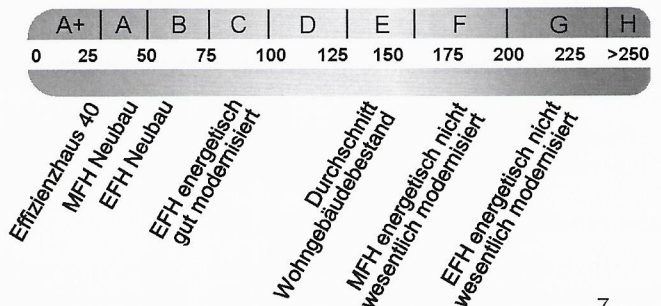 A+ A B C D E F G H
0 25 50 75 100 125 150 175 200 225 >250
Effizienzhaus 40
MFH Neubau
EFH Neubau
EFH energetisch
gut modernisiert
Durchschnitt
Wohngebäudebestand
MFH energetisch nicht
wesentlich modernisiert
EFH energetisch nicht
wesentlich modernisiert